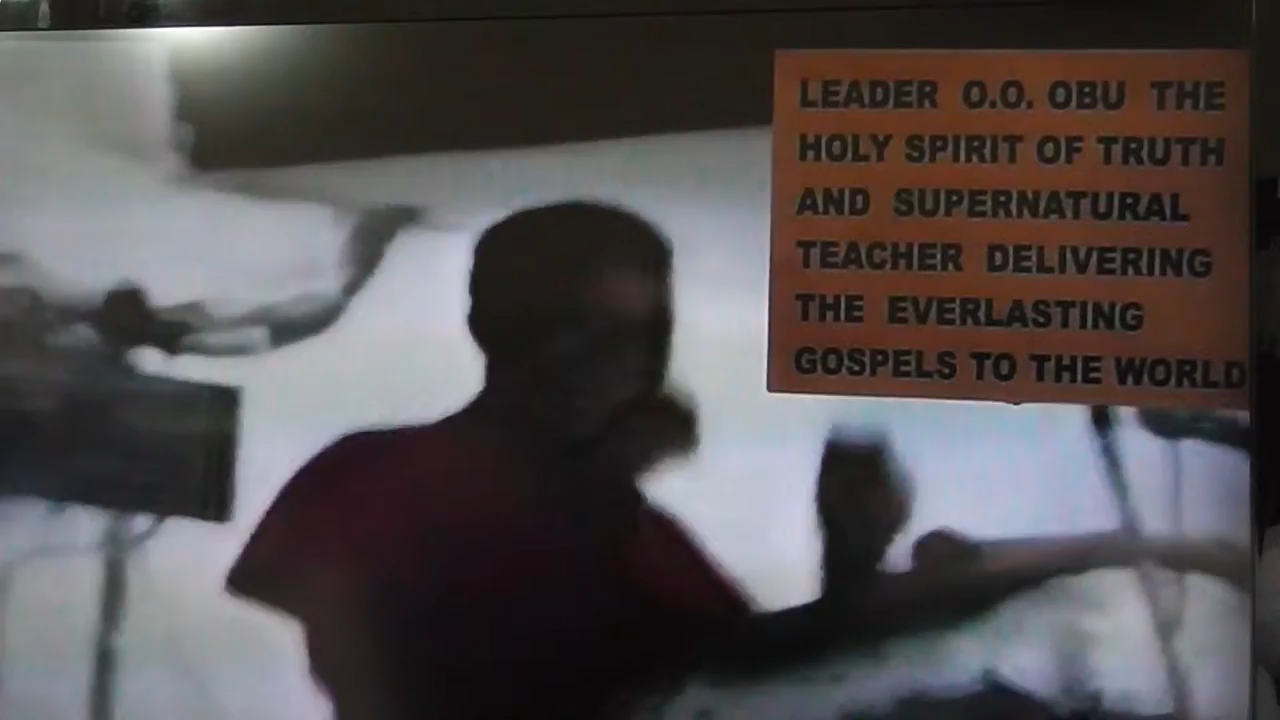 LEADER O.O. OBU THE
HOLY SPIRIT OF TRUTH
AND SUPERNATURAL
TEACHER DELIVERING
THE EVERLASTING
GOSPELS TO THE WORLD